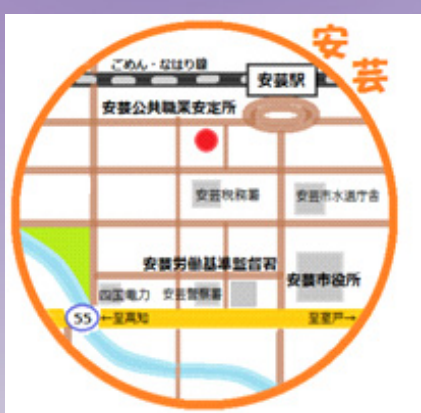 安芸
ごめん・なはり線
安芸駅
安芸公共職業安定所
安芸税務署
安芸市水道庁舎
安芸労働基準監督署
安芸市役所
四国電力
安芸警察署
55
←至高知
至室戸→